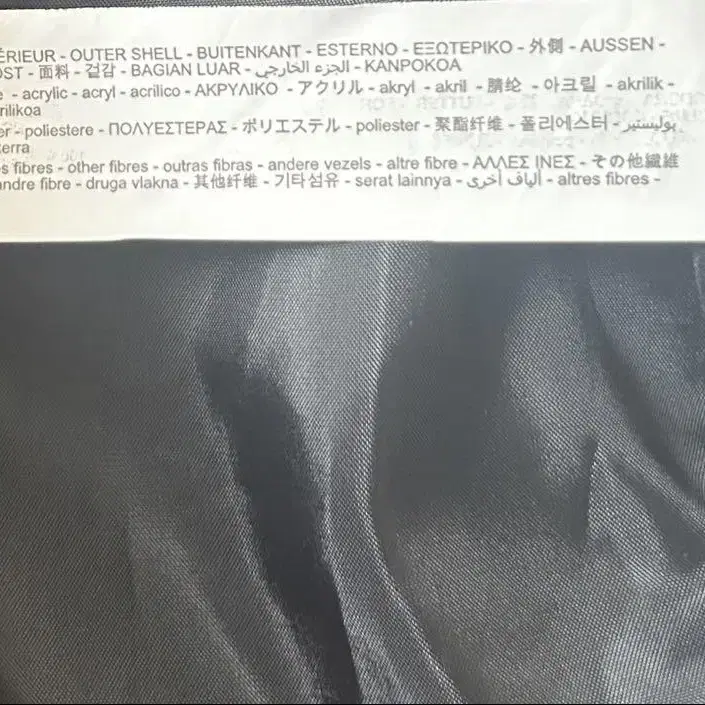 ÉRIEUR - OUTER SHELL - BUITENKANT - ESTERNO - ΕΞΩΤΕΡΙΚΟ - 外側 - AUSSEN -
OST - 面料 - 겉감 - BAGIAN LUAR - الجزء الخارجي - KANPOKOA
e - acrylic - acryl - acrilico - ΑΚΡΥΛΙΚΟ - アクリル - akryl - akril - 腈纶 - 아크릴 - akrilik -
rilikoa
er - poliestere - ΠΟΛΥΕΣΤΕΡΑΣ - ポリエステル - poliester - 聚酯纤维 - 폴리에스터 - بوليستير
terra
s fibres - other fibres - outras fibras - andere vezels - altre fibre - ΑΛΛΕΣ ΙΝΕΣ - その他繊維
andre fibre - druga vlakna - 其他纤维 - 기타섬유 - serat lainnya - ألياف أخرى - altres fibres -